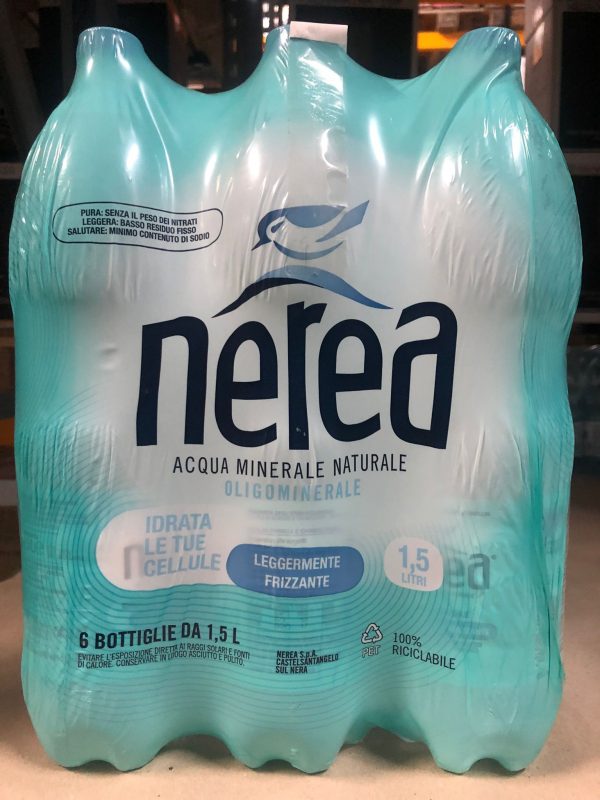 PURA: SENZA IL PESO DEI NITRATI
LEGGERA: BASSO RESIDUO FISSO
SALUTARE: MINIMO CONTENUTO DI SODIO
nerea
ACQUA MINERALE NATURALE
OLIGOMINERALE
IDRATA
LE TUE
CELLULE
LEGGERMENTE
FRIZZANTE
1,5
LITRI
6 BOTTIGLIE DA 1,5 L
EVITARE L'ESPOSIZIONE DIRETTA AI RAGGI SOLARI E FONTI
DI CALORE. CONSERVARE IN LUOGO ASCIUTTO E PULITO.
NEREA S.p.A.
CASTELSANTANGELO
SUL NERA
PET
100%
RICICLABILE